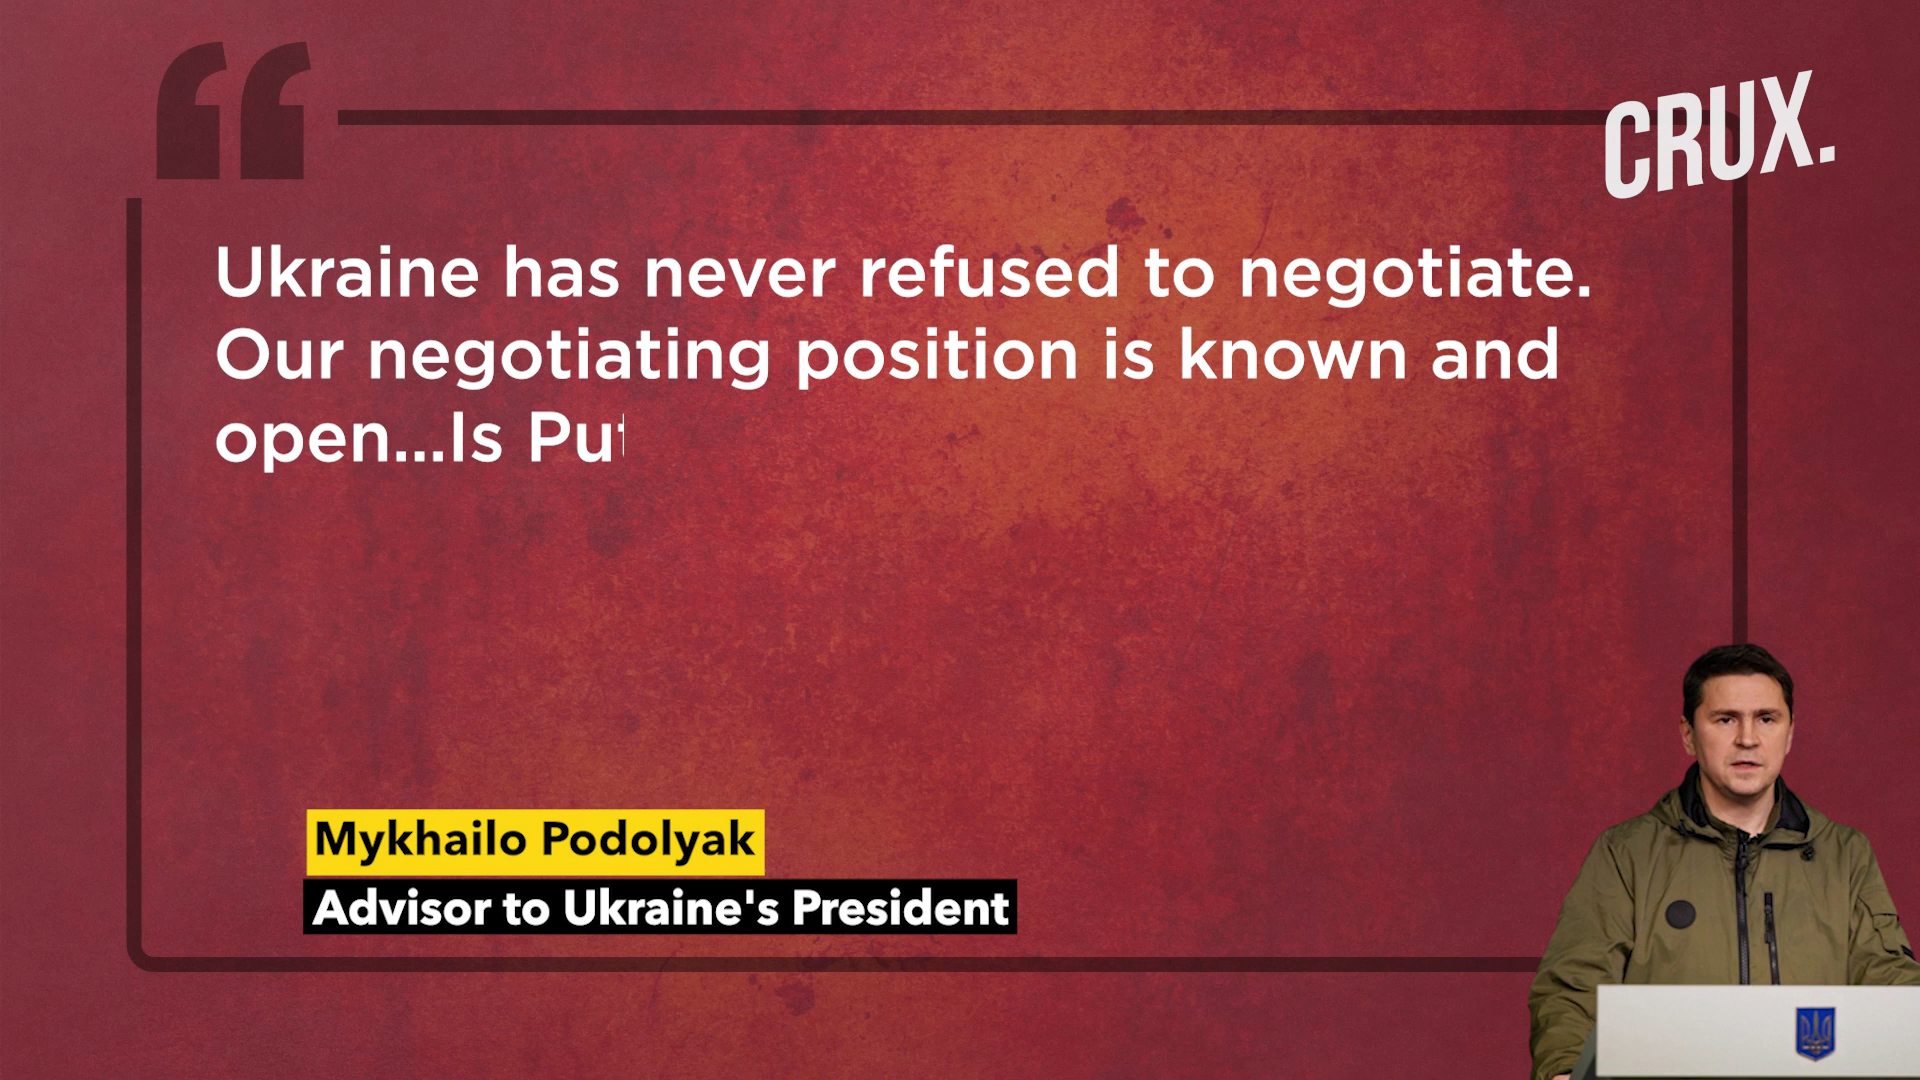 CRUX.
Ukraine has never refused to negotiate.
Our negotiating position is known and
open...Is
Mykhailo Podolyak
Advisor to Ukraine's President